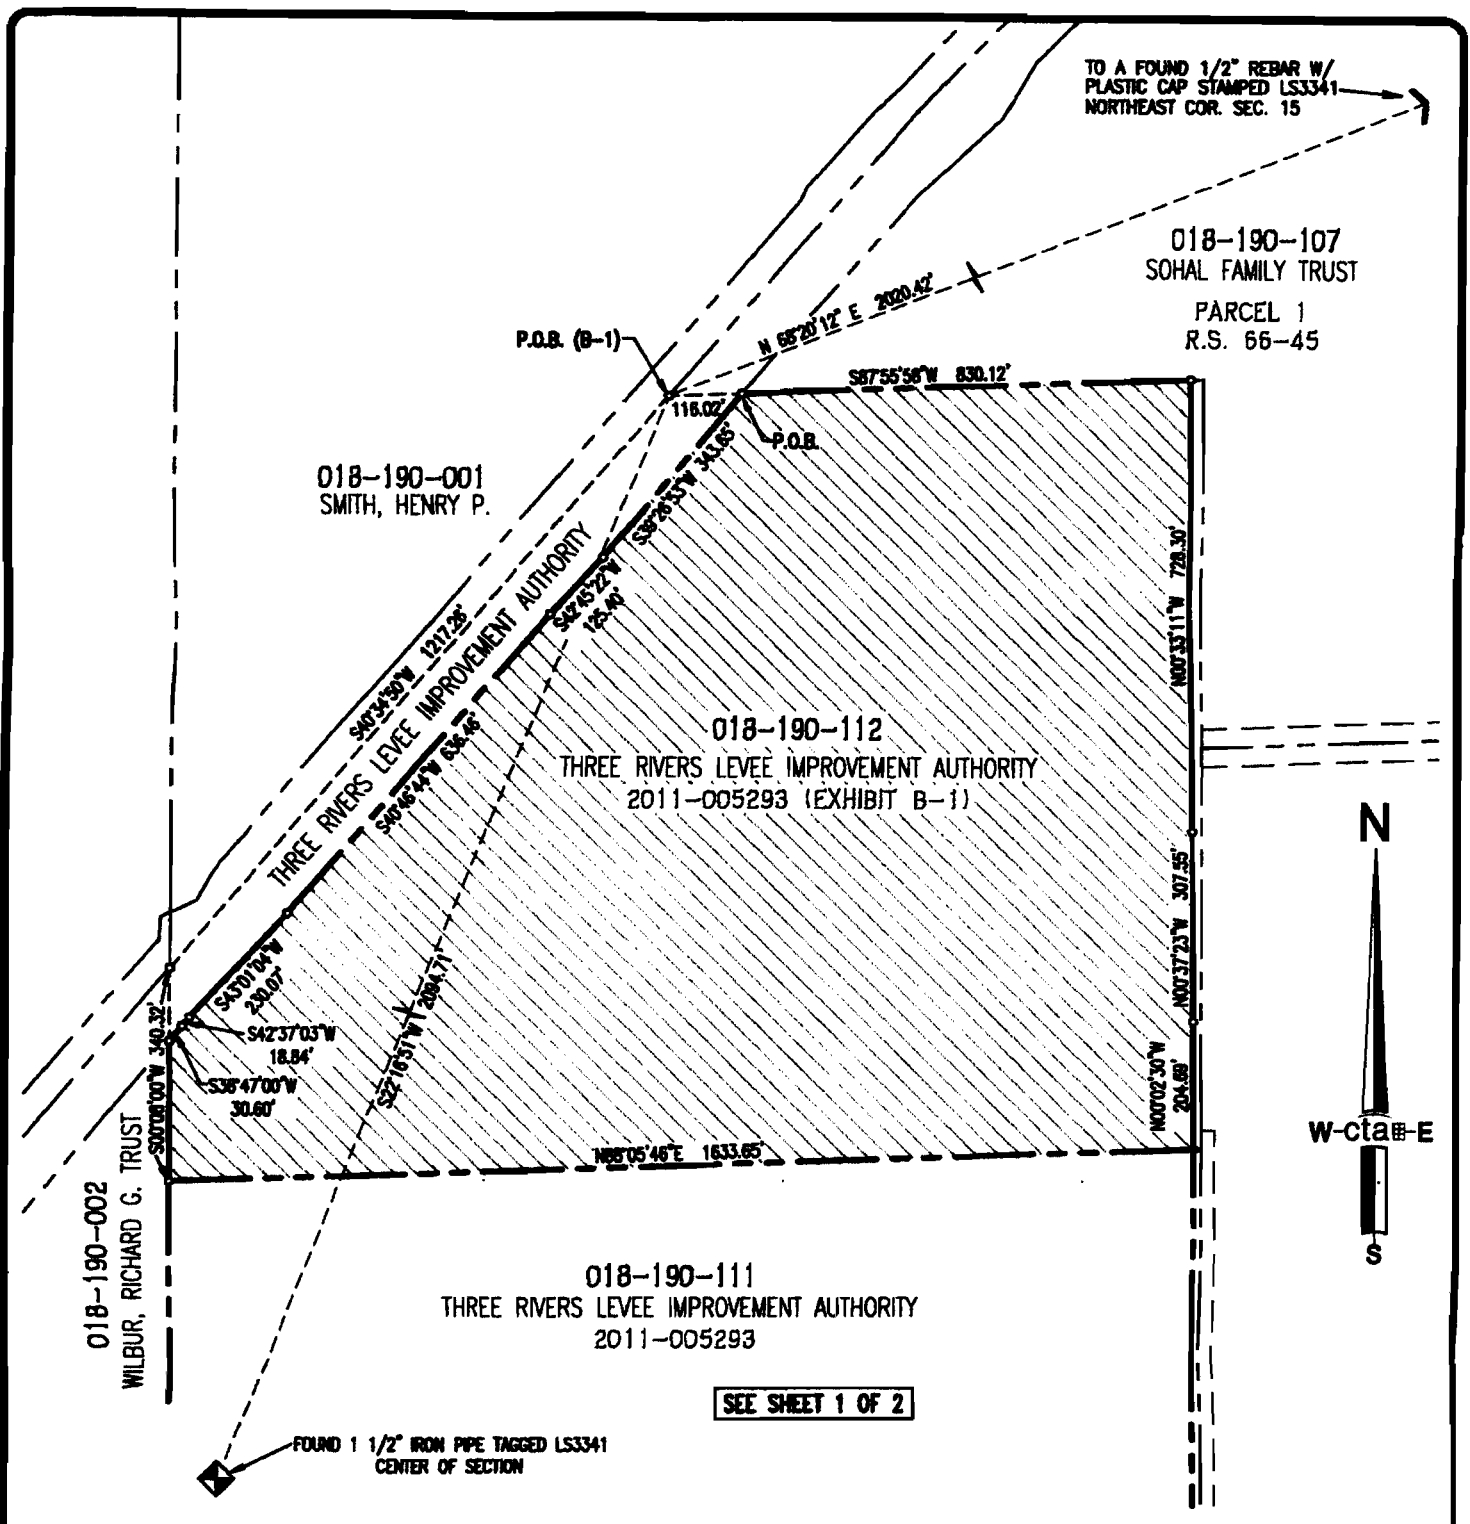 TO A FOUND 1/2" REBAR W/
PLASTIC CAP STAMPED LS3341
NORTHEAST COR. SEC. 15
018-190-107
SOHAL FAMILY TRUST
PARCEL 1
R.S. 66-45
N 68°20'12" E 2020.42'
P.O.B. (B-1)
S87°55'58"W 830.12'
116.02'
P.O.B.
018-190-001
SMITH, HENRY P.
S39°26'53"W 343.65'
S42°45'22"W
125.40'
N00°33'11"W 728.30'
S40°34'50"W 1217.26'
THREE RIVERS LEVEE IMPROVEMENT AUTHORITY
S40°46'44"W 636.46'
018-190-112
THREE RIVERS LEVEE IMPROVEMENT AUTHORITY
2011-005293 (EXHIBIT B-1)
N
N00°37'23"W 307.55'
S43°01'04"W
230.07'
S22°16'51"W 2094.71'
S42°37'03"W
18.84'
S38°47'00"W
30.60'
S00°08'00"W 340.32'
N00°02'30"W
204.69'
W-cta-E
N88°05'46"E 1633.65'
S
018-190-002
WILBUR, RICHARD G. TRUST
018-190-111
THREE RIVERS LEVEE IMPROVEMENT AUTHORITY
2011-005293
SEE SHEET 1 OF 2
FOUND 1 1/2" IRON PIPE TAGGED LS3341
CENTER OF SECTION